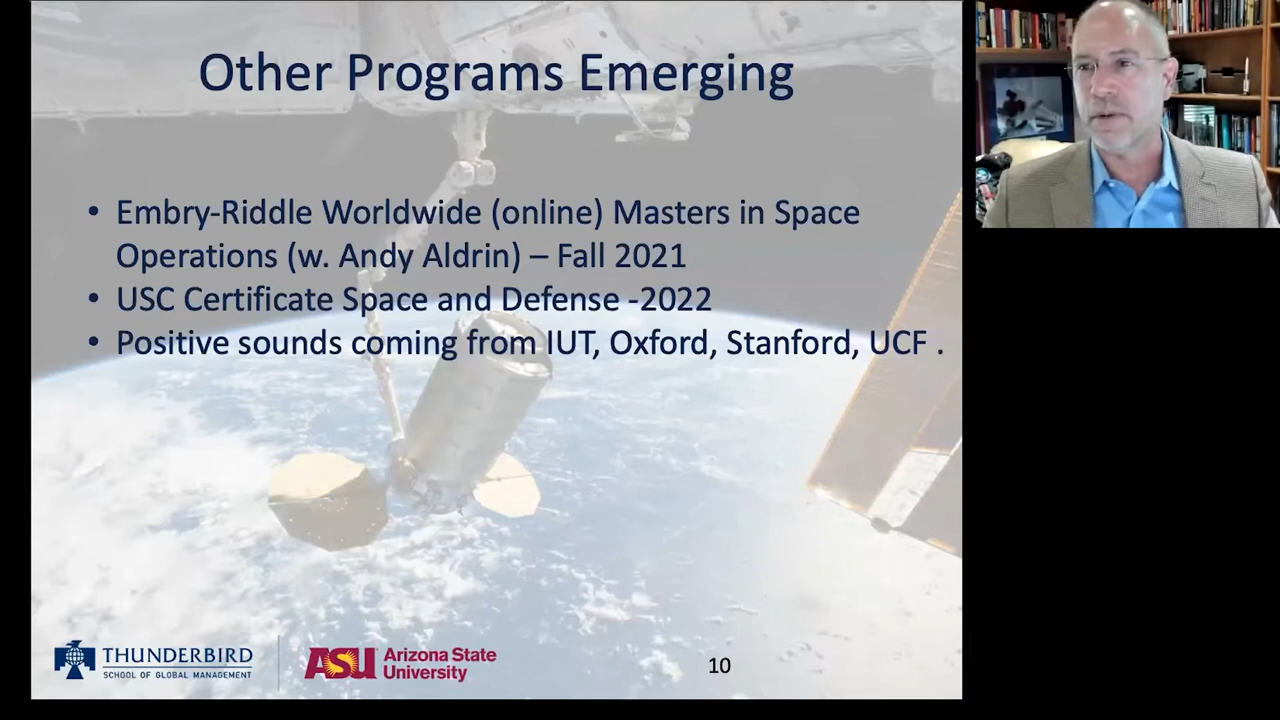 Other Programs Emerging
• Embry-Riddle Worldwide (online) Masters in Space
Operations (w. Andy Aldrin) – Fall 2021
• USC Certificate Space and Defense -2022
• Positive sounds coming from IUT, Oxford, Stanford, UCF .
THUNDERBIRD
SCHOOL OF GLOBAL MANAGEMENT
ASU Arizona State
University
10